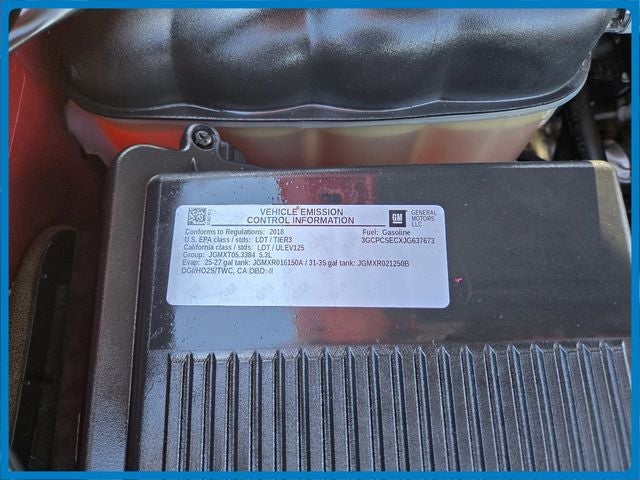 VEHICLE EMISSION
CONTROL INFORMATION
GM
GENERAL
MOTORS
LLC
Conforms to Regulations: 2018
Fuel: Gasoline
U.S. EPA class / stds: LDT / TIER3
3GCPCSECXJG637673
California class / stds: LDT / ULEV125
Group: JGMXT05.3384 5.3L
Evap: 25-27 gal tank: JGMXR016150A / 31-35 gal tank: JGMXR021250B
DGI/HO2S/TWC, CA OBD: II